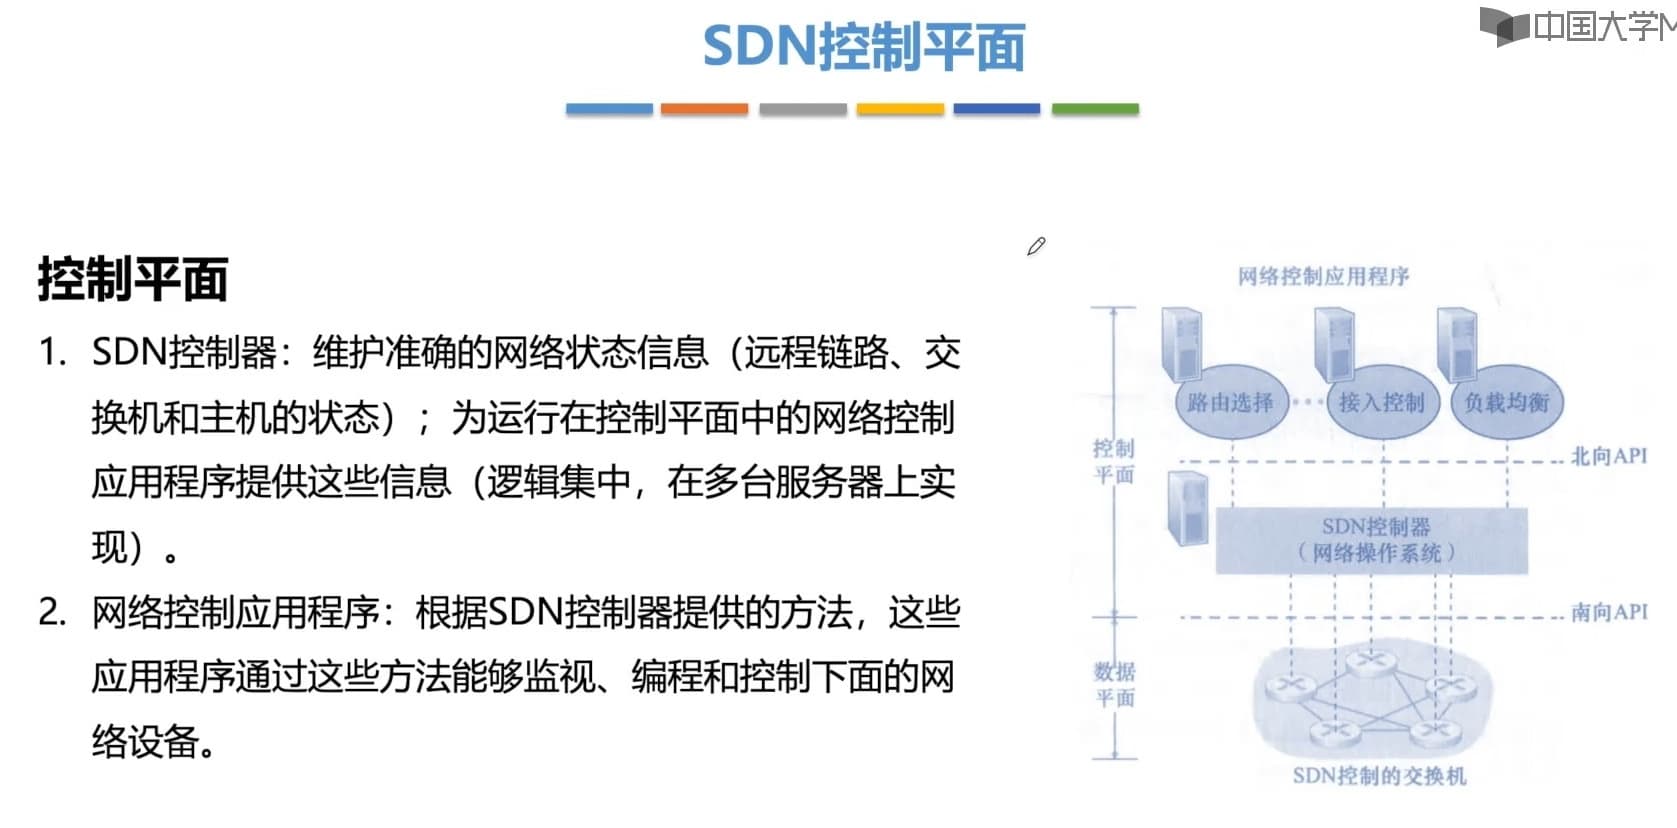 SDN控制平面
中国大学M
控制平面
1. SDN控制器：维护准确的网络状态信息（远程链路、交
换机和主机的状态）；为运行在控制平面中的网络控制
应用程序提供这些信息（逻辑集中，在多台服务器上实
现）。
2. 网络控制应用程序：根据SDN控制器提供的方法，这些
应用程序通过这些方法能够监视、编程和控制下面的网
络设备。
网络控制应用程序
路由选择
接入控制
负载均衡
控制
平面
北向API
SDN控制器
（网络操作系统）
南向API
数据
平面
SDN控制的交换机